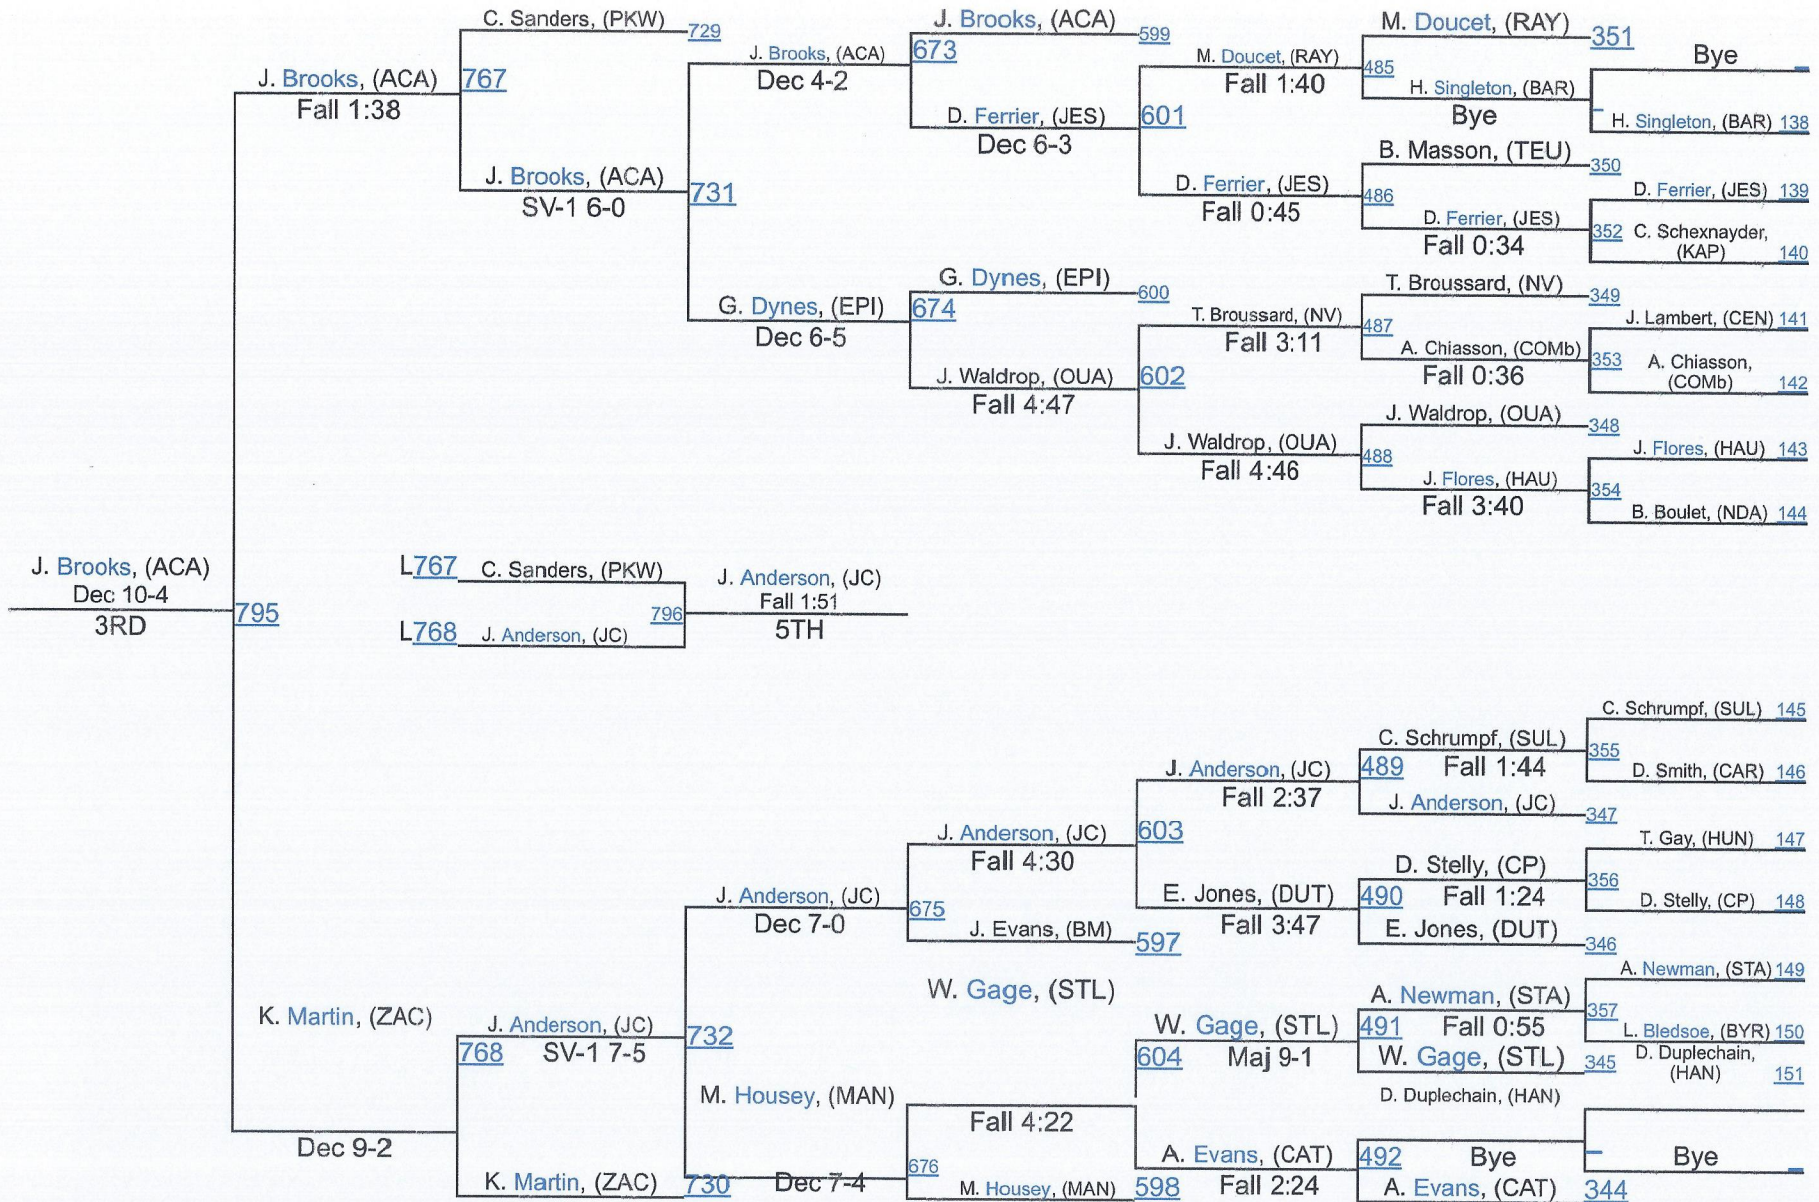 C. Sanders, (PKW) 729
J. Brooks, (ACA) 767
Fall 1:38
J. Brooks, (ACA) 731
SV-1 6-0
J. Brooks, (ACA) 673
Dec 4-2
G. Dynes, (EPI) 674
Dec 6-5
J. Brooks, (ACA) 599
D. Ferrier, (JES) 601
Dec 6-3
G. Dynes, (EPI) 600
J. Waldrop, (OUA) 602
Fall 4:47
M. Doucet, (RAY) 485
Fall 1:40
D. Ferrier, (JES) 486
Fall 0:45
T. Broussard, (NV) 487
Fall 3:11
J. Waldrop, (OUA) 488
Fall 4:46
M. Doucet, (RAY) 351
H. Singleton, (BAR)
Bye
B. Masson, (TEU) 350
D. Ferrier, (JES) 352
Fall 0:34
T. Broussard, (NV) 349
A. Chiasson, (COMb) 353
Fall 0:36
J. Waldrop, (OUA) 348
J. Flores, (HAU) 354
Fall 3:40
Bye
H. Singleton, (BAR) 138
D. Ferrier, (JES) 139
C. Schexnayder,
(KAP) 140
J. Lambert, (CEN) 141
A. Chiasson,
(COMb) 142
J. Flores, (HAU) 143
B. Boulet, (NDA) 144
J. Brooks, (ACA)
Dec 10-4
3RD
795
L767 C. Sanders, (PKW)
L768 J. Anderson, (JC)
796
J. Anderson, (JC)
Fall 1:51
5TH
K. Martin, (ZAC)
Dec 9-2
768
J. Anderson, (JC)
SV-1 7-5
732
K. Martin, (ZAC) 730
J. Anderson, (JC) 675
Dec 7-0
M. Housey, (MAN)
Dec 7-4
676
J. Anderson, (JC) 603
Fall 4:30
J. Evans, (BM) 597
W. Gage, (STL)
Fall 4:22
M. Housey, (MAN) 598
J. Anderson, (JC) 489
Fall 2:37
E. Jones, (DUT) 490
Fall 3:47
W. Gage, (STL) 491
604 Maj 9-1
A. Evans, (CAT) 492
Fall 2:24
C. Schrumpf, (SUL) 355
Fall 1:44
J. Anderson, (JC) 347
D. Stelly, (CP) 356
Fall 1:24
E. Jones, (DUT) 346
A. Newman, (STA) 357
Fall 0:55
W. Gage, (STL) 345
D. Duplechain, (HAN)
Bye
A. Evans, (CAT) 344
C. Schrumpf, (SUL) 145
D. Smith, (CAR) 146
T. Gay, (HUN) 147
D. Stelly, (CP) 148
A. Newman, (STA) 149
L. Bledsoe, (BYR) 150
D. Duplechain,
(HAN) 151
Bye